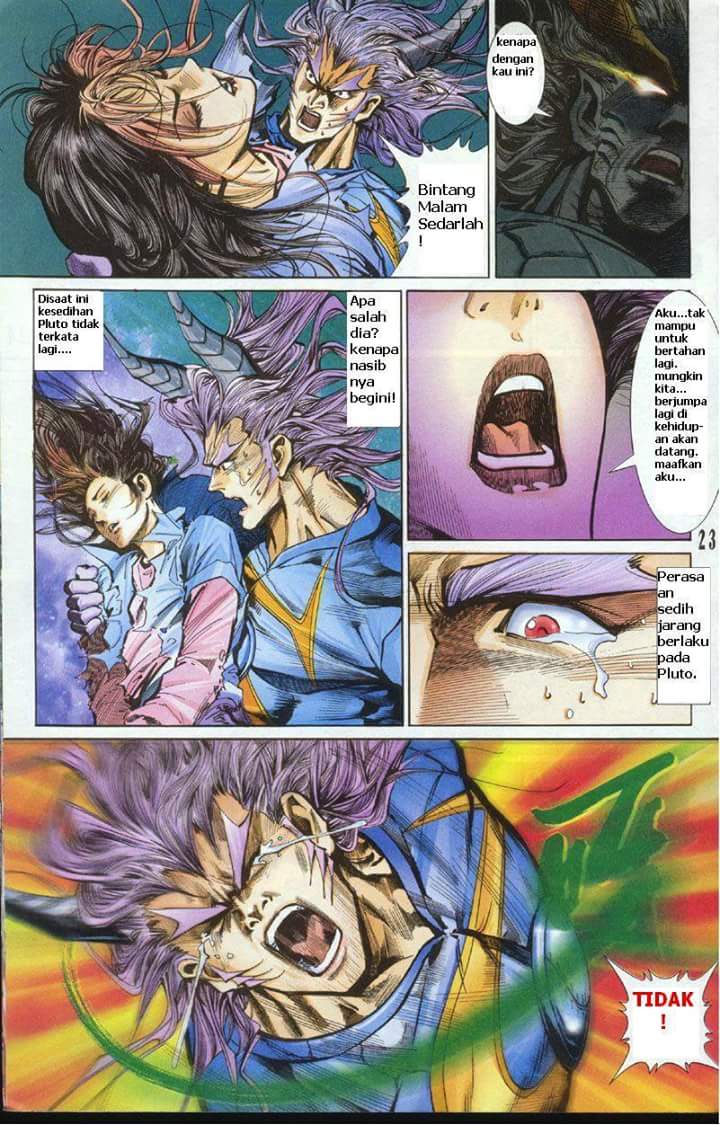 Bintang
Malam
Sedarlah
!
kenapa
dengan
kau ini?
Disaat ini
kesedihan
Pluto tidak
terkata
lagi....
Apa
salah
dia?
kenapa
nasib
nya
begini!
Aku...tak
mampu
untuk
bertahan
lagi.
mungkin
kita...
berjumpa
lagi di
kehidup-
an akan
datang.
maafkan
aku...
23
Perasa
an
sedih
jarang
berlaku
pada
Pluto.
TIDAK
!